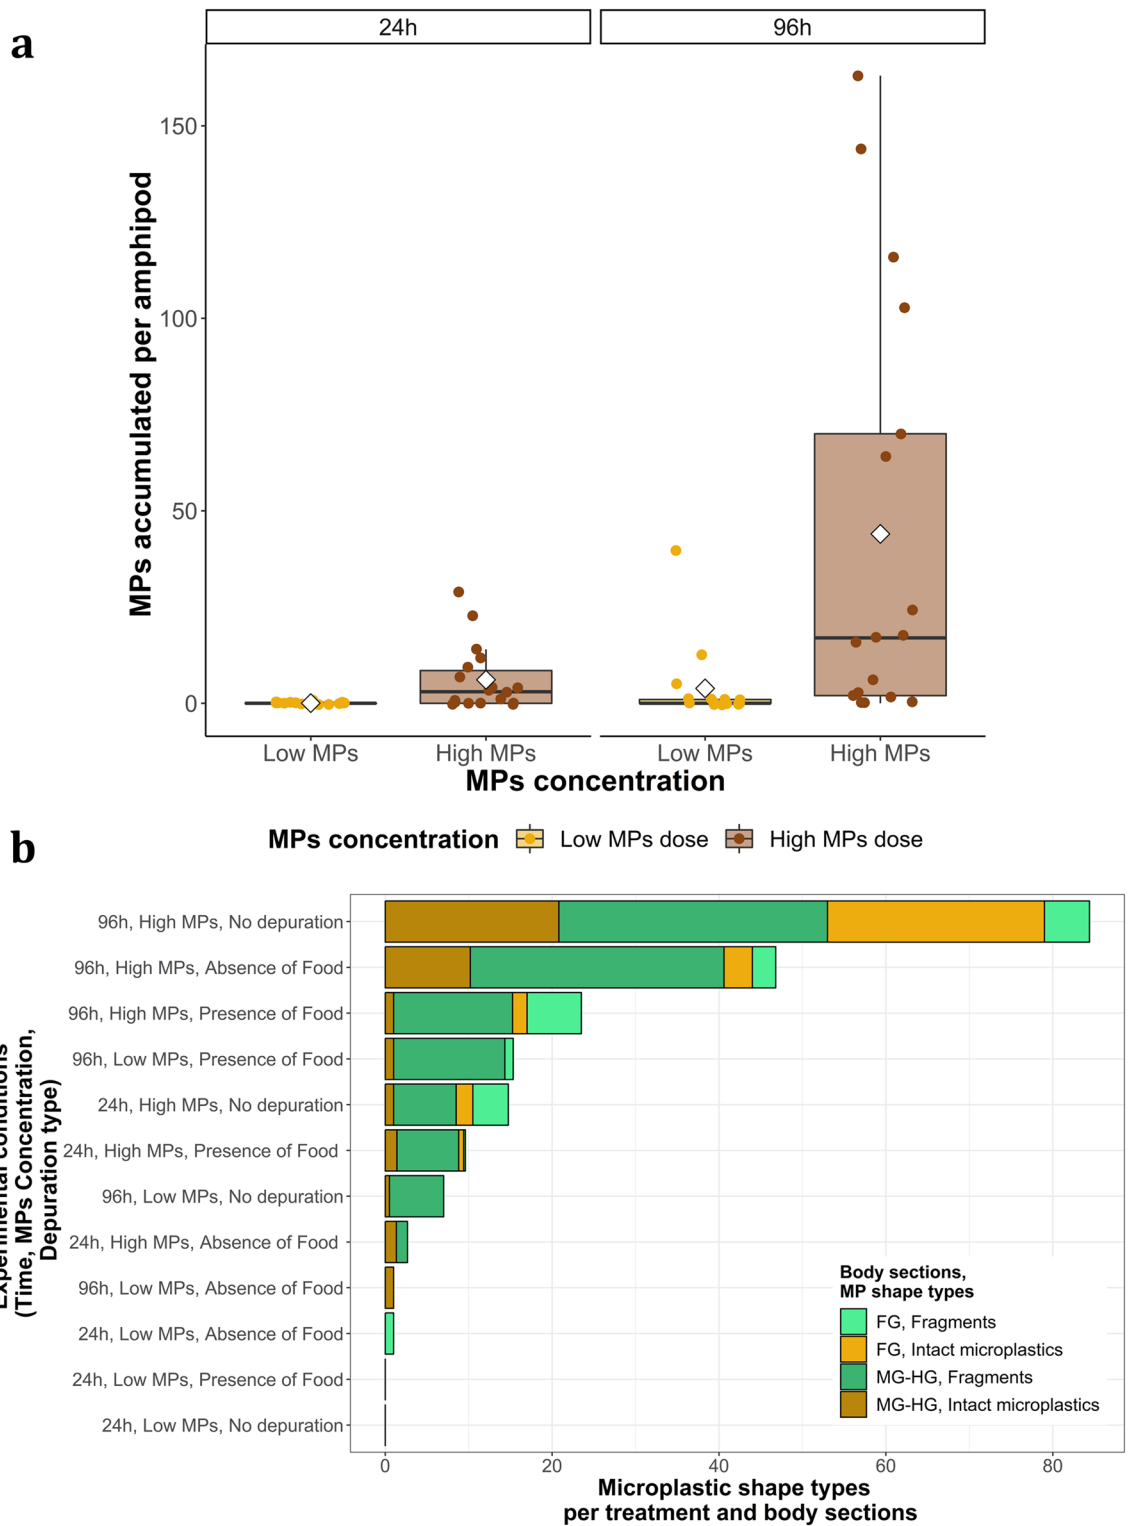 a
24h
96h
MPs accumulated per amphipod
150
100
50
0
Low MPs
High MPs
Low MPs
High MPs
MPs concentration
MPs concentration
Low MPs dose
High MPs dose
b
(Time, MPs Concentration,
Depuration type)
96h, High MPs, No depuration
96h, High MPs, Absence of Food
96h, High MPs, Presence of Food
96h, Low MPs, Presence of Food
24h, High MPs, No depuration
24h, High MPs, Presence of Food
96h, Low MPs, No depuration
24h, High MPs, Absence of Food
96h, Low MPs, Absence of Food
24h, Low MPs, Absence of Food
24h, Low MPs, Presence of Food
24h, Low MPs, No depuration
Body sections,
MP shape types
FG, Fragments
FG, Intact microplastics
MG-HG, Fragments
MG-HG, Intact microplastics
0
20
40
60
80
Microplastic shape types
per treatment and body sections